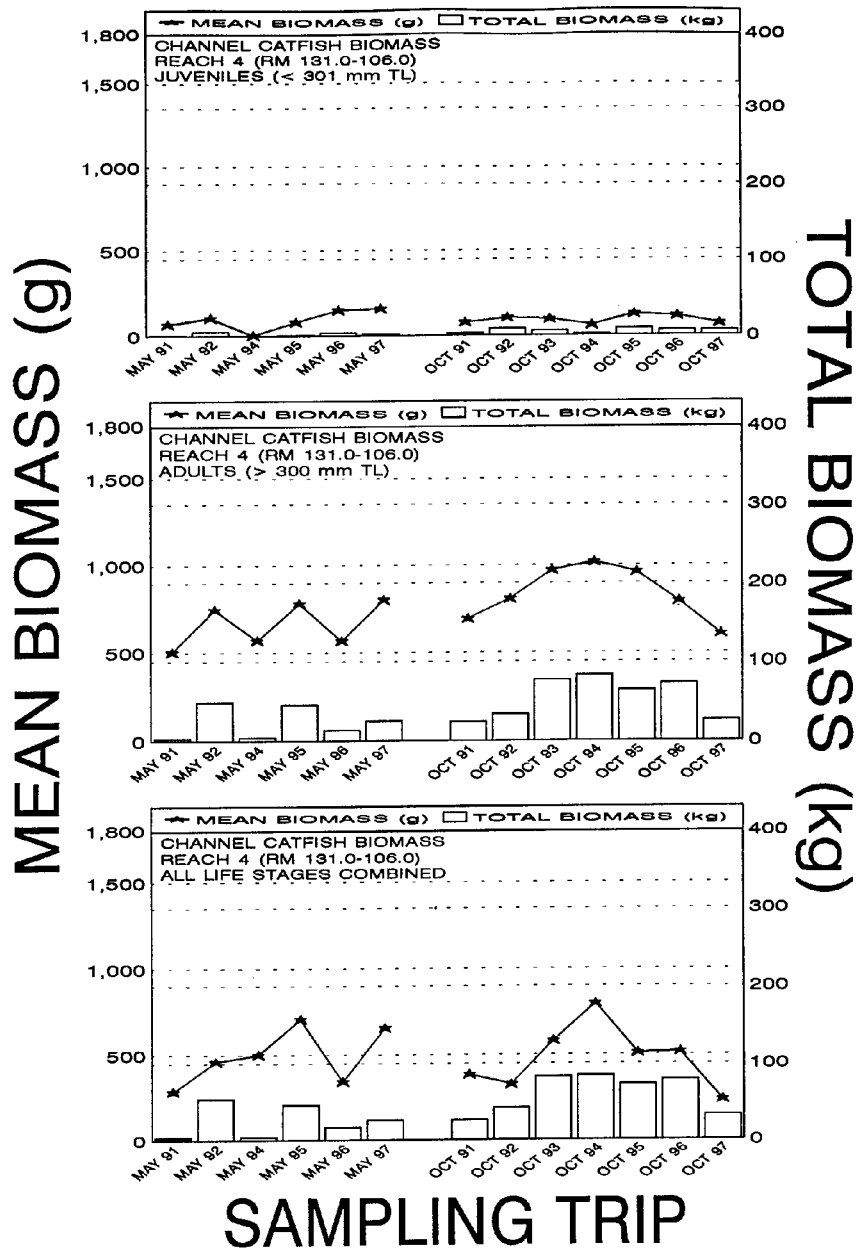 MEAN BIOMASS (g) TOTAL BIOMASS (kg)
1,800
1,500
1,000
500
0
CHANNEL CATFISH BIOMASS
REACH 4 (RM 131.0-106.0)
JUVENILES (< 301 mm TL)
400
300
200
100
0
MAY 91 MAY 92 MAY 94 MAY 95 MAY 96 MAY 97 OCT 91 OCT 92 OCT 93 OCT 94 OCT 95 OCT 96 OCT 97
MEAN BIOMASS (g) TOTAL BIOMASS (kg)
1,800
1,500
1,000
500
0
CHANNEL CATFISH BIOMASS
REACH 4 (RM 131.0-106.0)
ADULTS (> 300 mm TL)
400
300
200
100
0
MAY 91 MAY 92 MAY 94 MAY 95 MAY 96 MAY 97 OCT 91 OCT 92 OCT 93 OCT 94 OCT 95 OCT 96 OCT 97
MEAN BIOMASS (g) TOTAL BIOMASS (kg)
1,800
1,500
1,000
500
0
CHANNEL CATFISH BIOMASS
REACH 4 (RM 131.0-106.0)
ALL LIFE STAGES COMBINED
400
300
200
100
0
MAY 91 MAY 92 MAY 94 MAY 95 MAY 96 MAY 97 OCT 91 OCT 92 OCT 93 OCT 94 OCT 95 OCT 96 OCT 97
MEAN BIOMASS (g)
TOTAL BIOMASS (kg)
SAMPLING TRIP